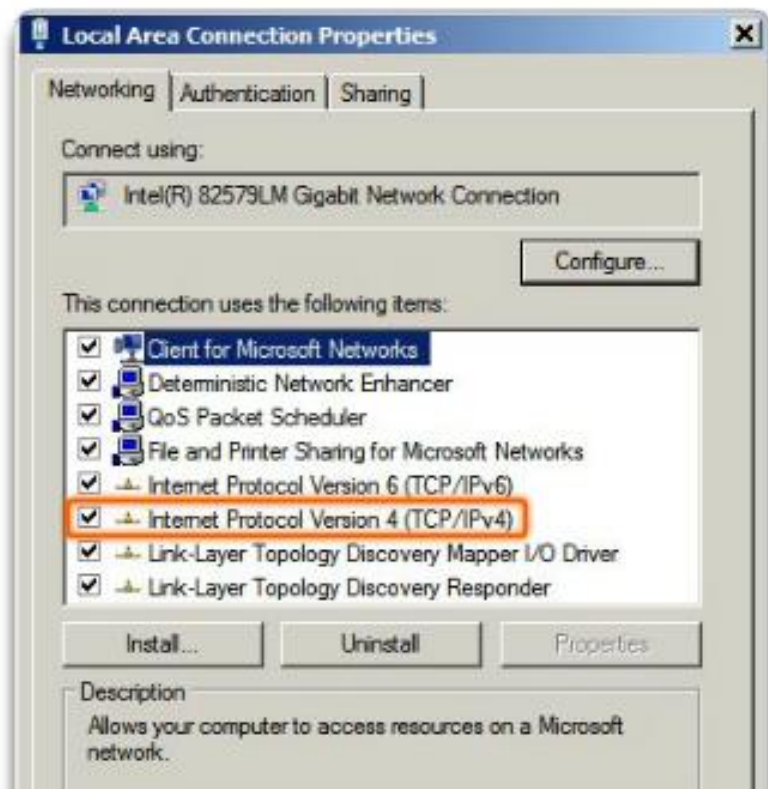 Local Area Connection Properties
Networking Authentication Sharing
Connect using:
Intel(R) 82579LM Gigabit Network Connection
Configure...
This connection uses the following items:
Client for Microsoft Networks
Deterministic Network Enhancer
QoS Packet Scheduler
File and Printer Sharing for Microsoft Networks
Internet Protocol Version 6 (TCP/IPv6)
Internet Protocol Version 4 (TCP/IPv4)
Link-Layer Topology Discovery Mapper I/O Driver
Link-Layer Topology Discovery Responder
Install... Uninstall Properties
Description
Allows your computer to access resources on a Microsoft
network.